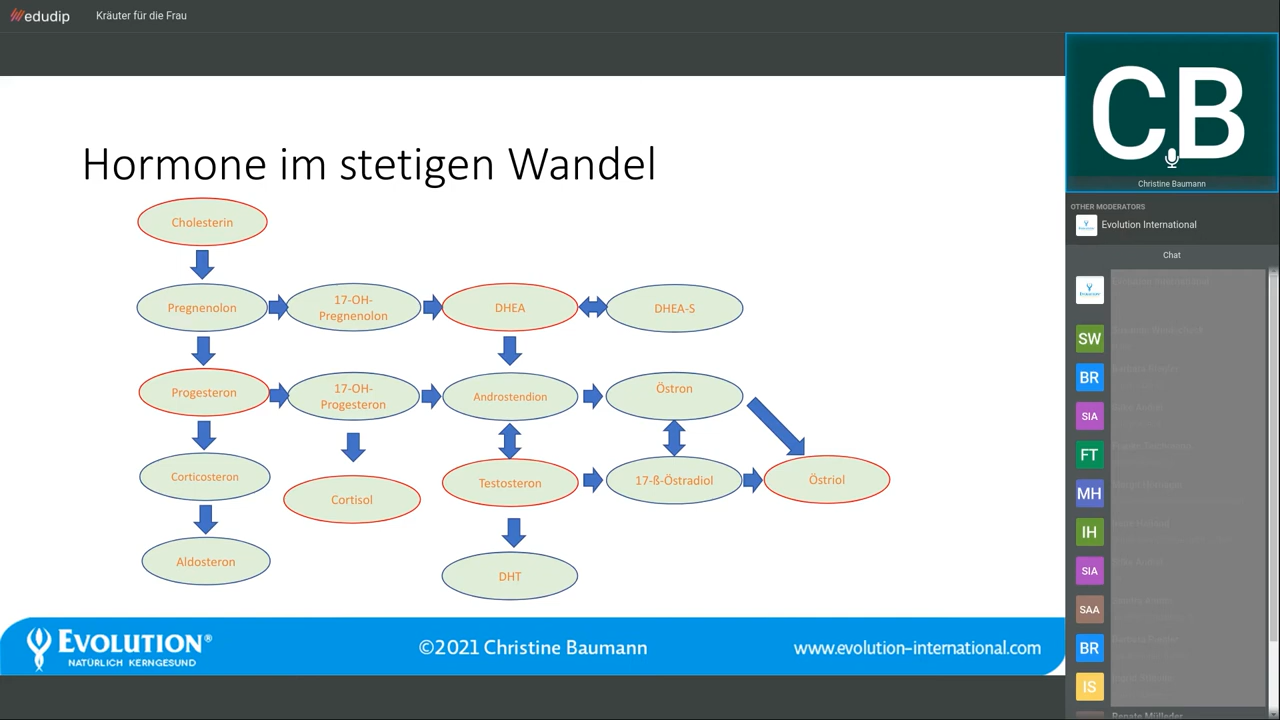 edudip
Kräuter für die Frau
CB
Christine Baumann
OTHER MODERATORS
Evolution International
Chat
Hormone im stetigen Wandel
Cholesterin
Pregnenolon
17-OH-
Pregnenolon
DHEA
DHEA-S
Progesteron
17-OH-
Progesteron
Androstendion
Östron
Corticosteron
Cortisol
Testosteron
17-ß-Östradiol
Östriol
Aldosteron
DHT
EVOLUTION®
NATÜRLICH KERNGESUND
©2021 Christine Baumann
www.evolution-international.com
SW
BR
SIA
FT
MH
IH
SIA
SAA
BR
IS